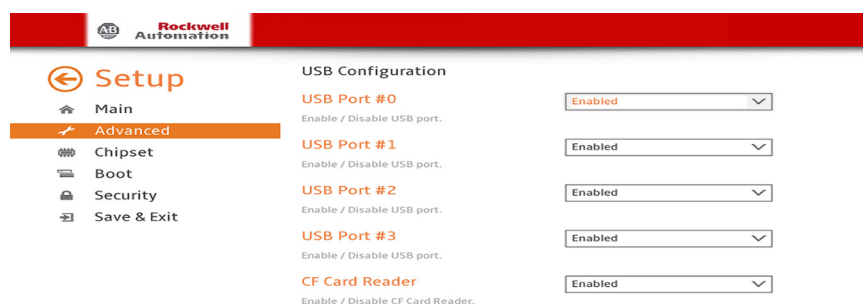 AB
Rockwell
Automation
Setup
Main
Advanced
Chipset
Boot
Security
Save & Exit
USB Configuration
USB Port #0
Enabled
Enable / Disable USB port.
USB Port #1
Enabled
Enable / Disable USB port.
USB Port #2
Enabled
Enable / Disable USB port.
USB Port #3
Enabled
Enable / Disable USB port.
CF Card Reader
Enabled
Enable / Disable CF Card Reader.